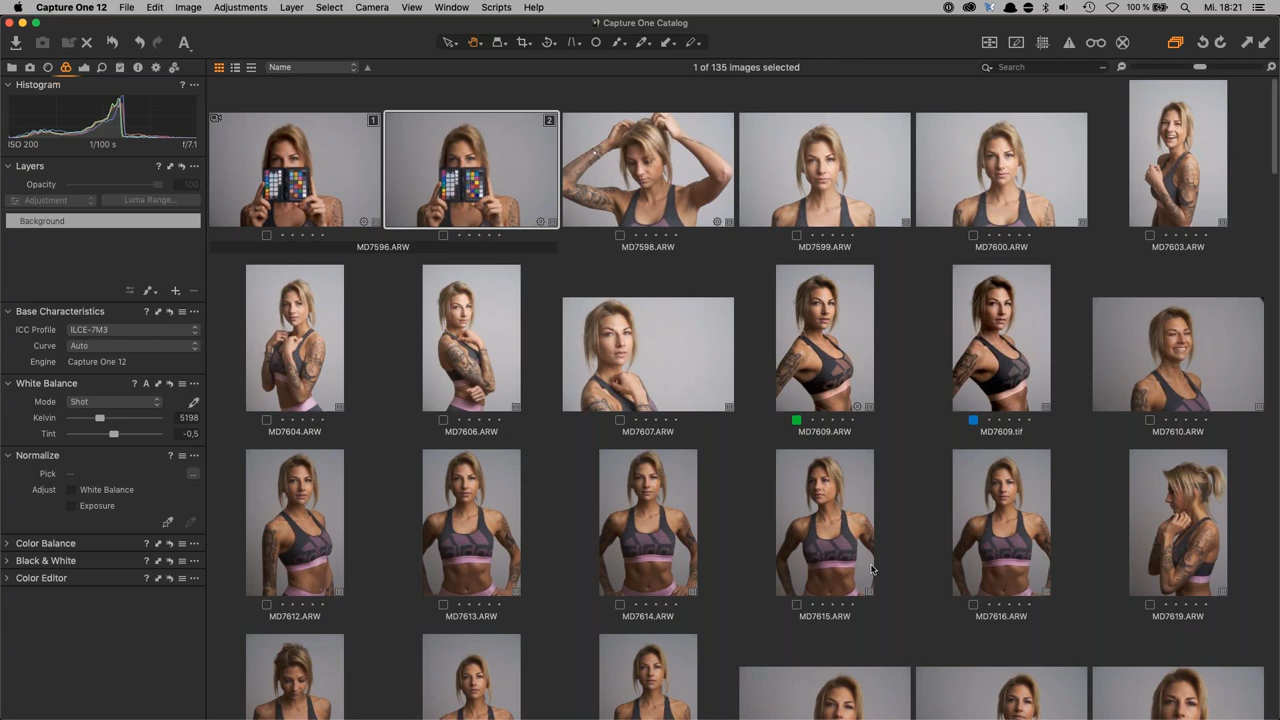 Capture One 12 File Edit Image Adjustments Layer Select Camera View Window Scripts Help 100 % Mi. 18:21
Capture One Catalog
Name 1 of 135 images selected Search
Histogram
ISO 200 1/100 s f/7.1
Layers
Opacity 100
Adjustment Luma Range...
Background
Base Characteristics
ICC Profile ILCE-7M3
Curve Auto
Engine Capture One 12
White Balance
Mode Shot
Kelvin 5198
Tint -0,5
Normalize
Pick --
Adjust White Balance
Exposure
Color Balance
Black & White
Color Editor
1 2
MD7596.ARW MD7598.ARW MD7599.ARW MD7600.ARW MD7603.ARW
MD7604.ARW MD7606.ARW MD7607.ARW MD7609.ARW MD7609.tif MD7610.ARW
MD7612.ARW MD7613.ARW MD7614.ARW MD7615.ARW MD7616.ARW MD7619.ARW